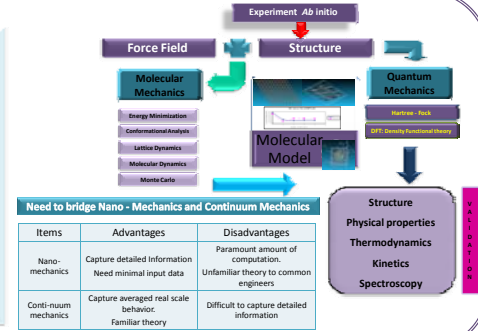 Experiment Ab initio
Force Field
Structure
Molecular
Mechanics
Quantum
Mechanics
Energy Minimization
Conformational Analysis
Lattice Dynamics
Molecular Dynamics
Monte Carlo
Molecular
Model
Hartree - Fock
DFT: Density Functional theory
Need to bridge Nano - Mechanics and Continuum Mechanics
Items
Advantages
Disadvantages
Nano-
mechanics
Capture detailed Information
Need minimal input data
Paramount amount of
computation.
Unfamiliar theory to common
engineers
Conti-nuum
mechanics
Capture averaged real scale
behavior.
Familiar theory
Difficult to capture detailed
information
Structure
Physical properties
Thermodynamics
Kinetics
Spectroscopy
VALIDATION